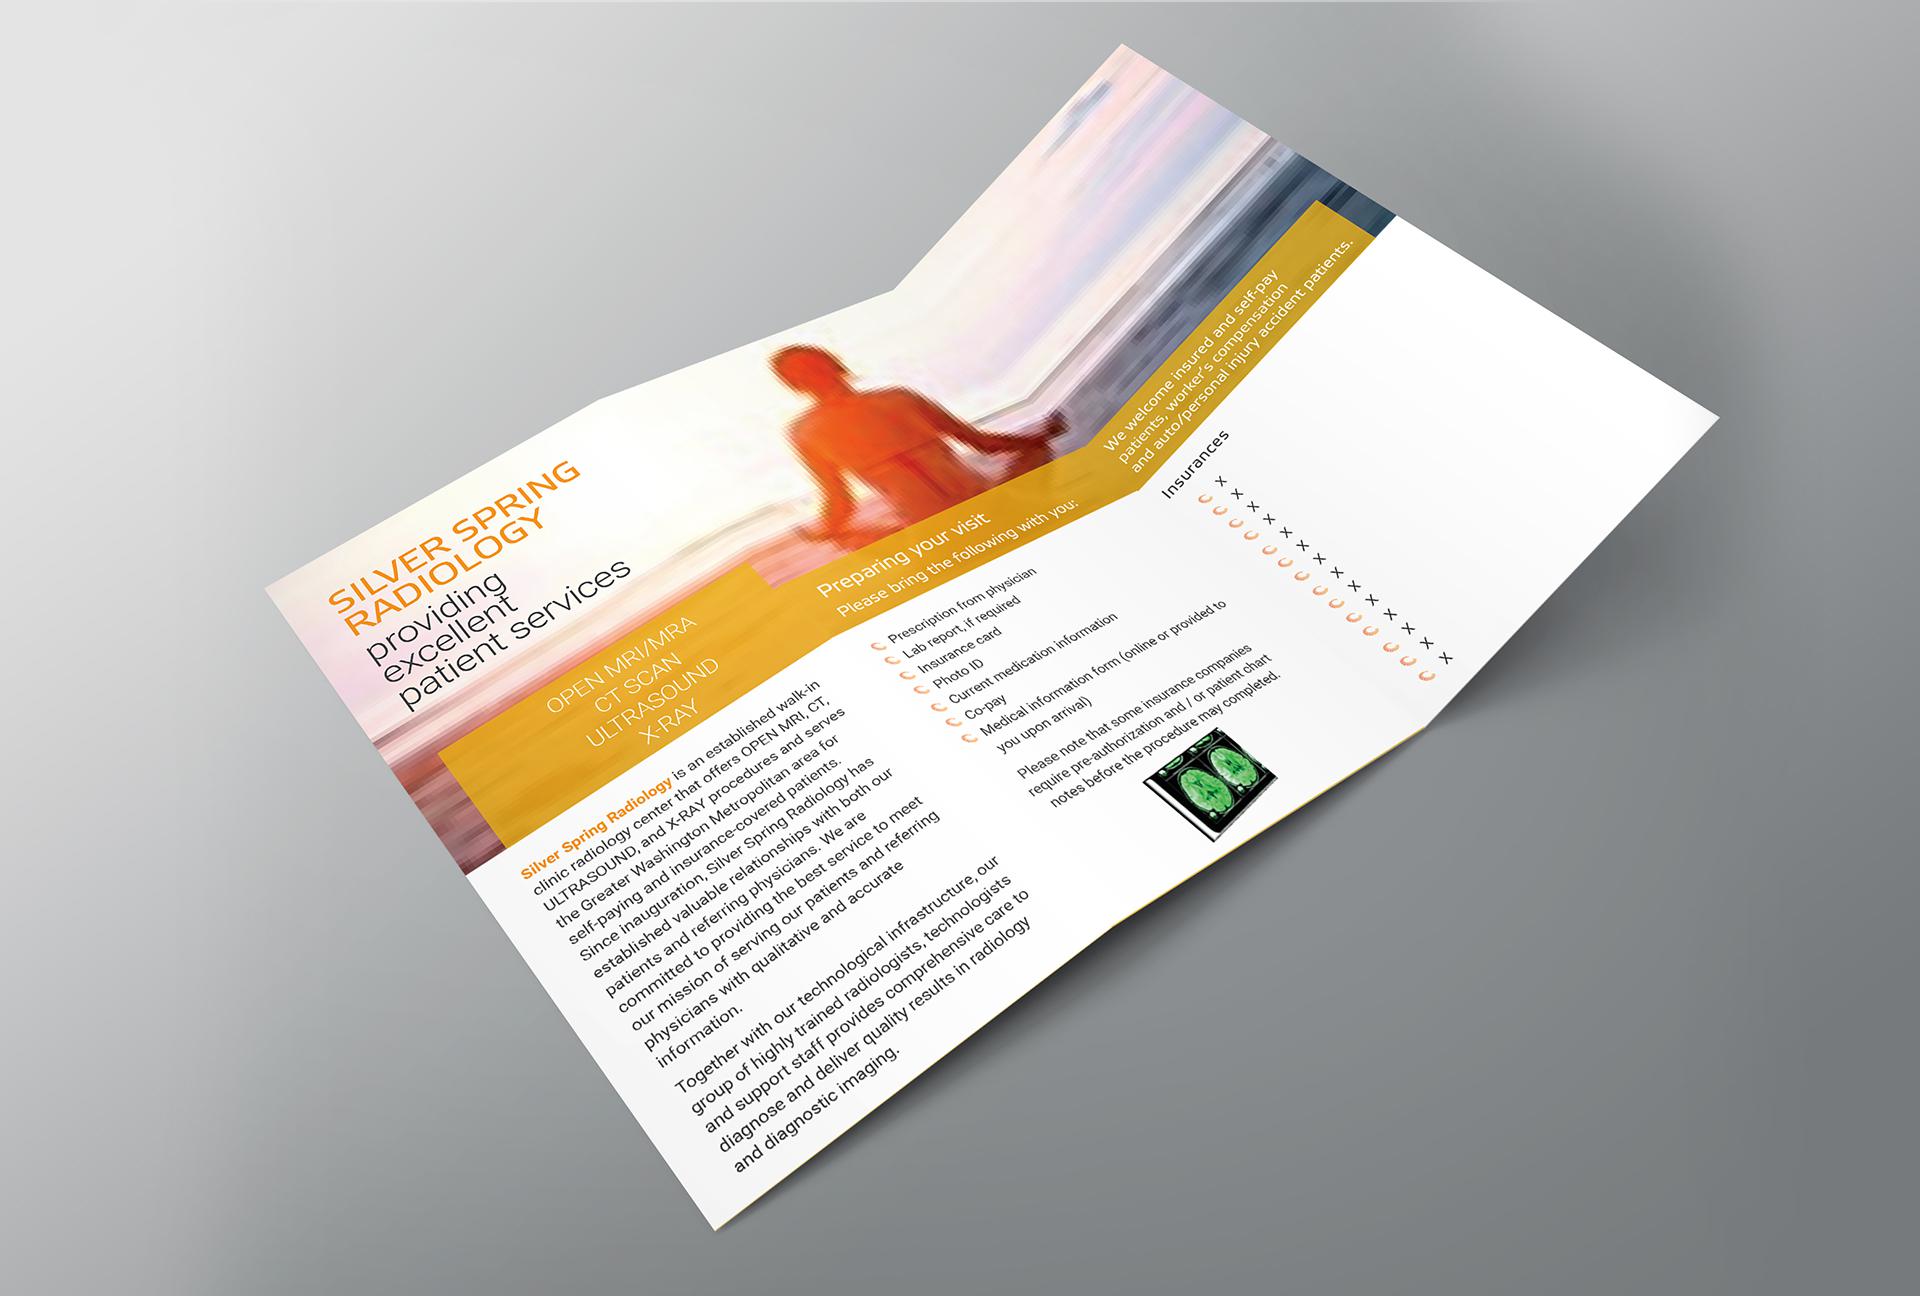 SILVER SPRING
RADIOLOGY
providing
excellent
patient services
OPEN MRI/MRA
CT SCAN
ULTRASOUND
X-RAY
Silver Spring Radiology is an established walk-in
clinic radiology center that offers OPEN MRI, CT,
ULTRASOUND, and X-RAY procedures and serves
the Greater Washington Metropolitan area for
self-paying and insurance-covered patients.
Since inauguration, Silver Spring Radiology has
established valuable relationships with both our
patients and referring physicians. We are
committed to providing the best service to meet
our mission of serving our patients and referring
physicians with qualitative and accurate
information.
Together with our technological infrastructure, our
group of highly trained radiologists, technologists
and support staff provides comprehensive care to
diagnose and deliver quality results in radiology
and diagnostic imaging.
Preparing your visit
Please bring the following with you:
Prescription from physician
Lab report, if required
Insurance card
Photo ID
Current medication information
Co-pay
Medical information form (online or provided to
you upon arrival)
Please note that some insurance companies
require pre-authorization and / or patient chart
notes before the procedure may completed.
We welcome insured and self-pay
patients, worker's compensation
and auto/personal injury accident patients.
Insurances
x
x
x
x
x
x
x
x
x
x
x
x
x
x